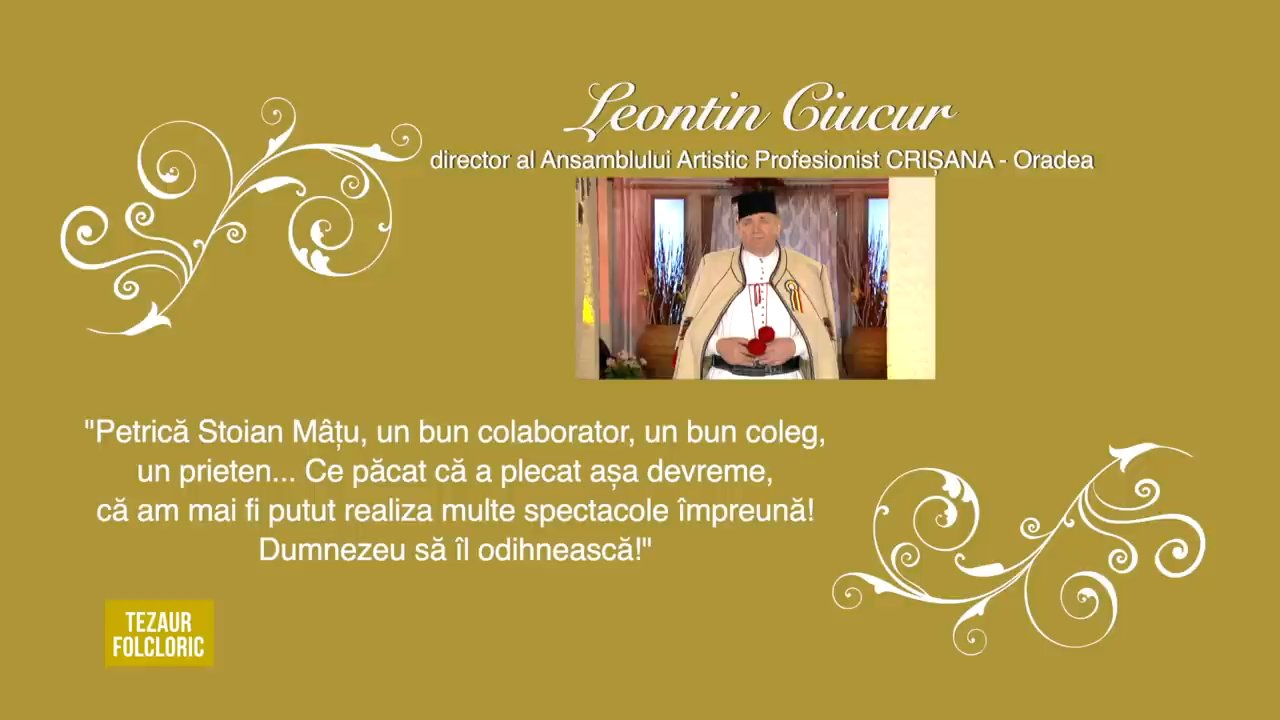 Leontin Ciucur
director al Ansamblului Artistic Profesionist CRIȘANA - Oradea
"Petrică Stoian Mâțu, un bun colaborator, un bun coleg,
un prieten... Ce păcat că a plecat așa devreme,
că am mai fi putut realiza multe spectacole împreună!
Dumnezeu să îl odihnească!"
TEZAUR
FOLCLORIC